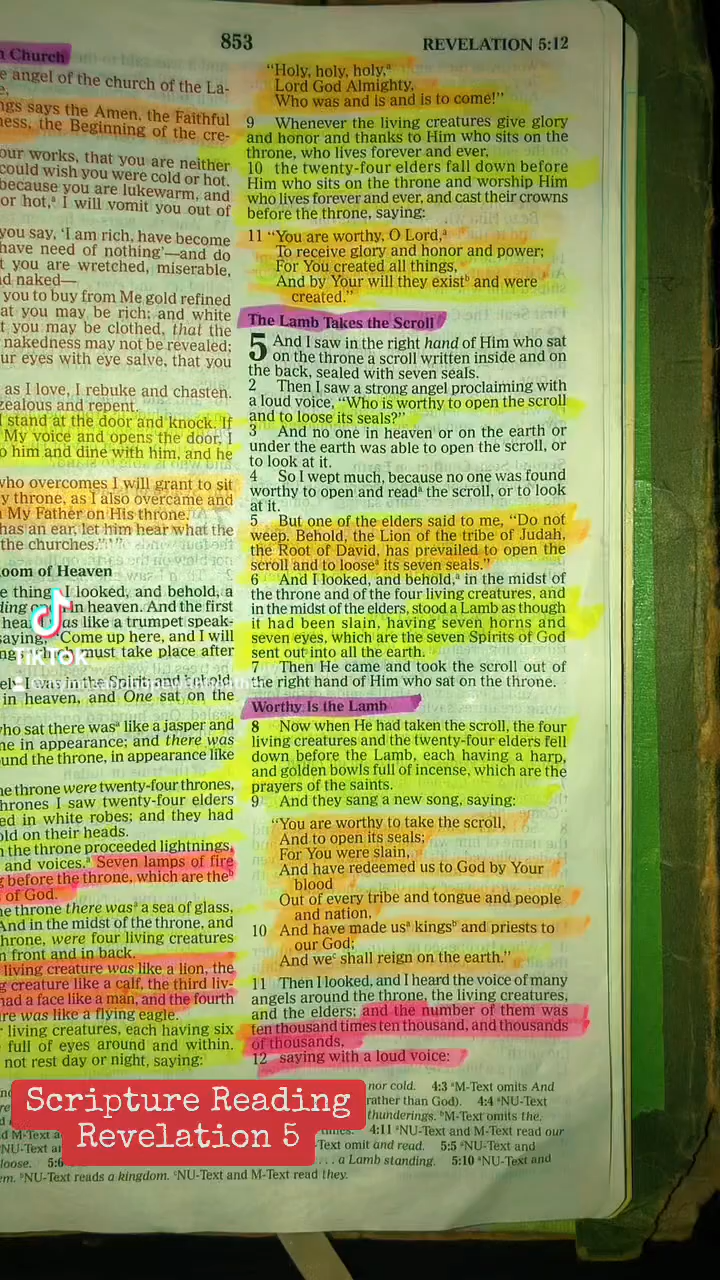 853
REVELATION 5:12
Church
e angel of the church of the La-
ngs says the Amen, the Faithful
ness, the Beginning of the cre-
our works, that you are neither
could wish you were cold or hot.
because you are lukewarm, and
or hot,ᵃ I will vomit you out of
you say, ‘I am rich, have become
have need of nothing’—and do
t you are wretched, miserable,
d naked—
you to buy from Me gold refined
at you may be rich; and white
t you may be clothed, that the
nakedness may not be revealed;
ur eyes with eye salve, that you
as I love, I rebuke and chasten.
zealous and repent.
I stand at the door and knock. If
My voice and opens the door, I
o him and dine with him, and he
who overcomes I will grant to sit
y throne, as I also overcame and
My Father on His throne.
has an ear, let him hear what the
the churches.”’”
oom of Heaven
e things I looked, and behold, a
ding open in heaven. And the first
hear was like a trumpet speak-
saying, “Come up here, and I will
ngs which must take place after
ely I was in the Spirit; and behold,
in heaven, and One sat on the
who sat there wasᵃ like a jasper and
ne in appearance; and there was
und the throne, in appearance like
he throne were twenty-four thrones,
hrones I saw twenty-four elders
ed in white robes; and they had
old on their heads.
m the throne proceeded lightnings,
and voices.ᵃ Seven lamps of fire
g before the throne, which are theᵇ
s of God.
he throne there wasᵃ a sea of glass,
And in the midst of the throne, and
hrone, were four living creatures
n front and in back.
living creature was like a lion, the
g creature like a calf, the third liv-
had a face like a man, and the fourth
re was like a flying eagle.
r living creatures, each having six
full of eyes around and within.
not rest day or night, saying:
“Holy, holy, holy,ᵃ
Lord God Almighty,
Who was and is and is to come!”
9 Whenever the living creatures give glory
and honor and thanks to Him who sits on the
throne, who lives forever and ever,
10 the twenty-four elders fall down before
Him who sits on the throne and worship Him
who lives forever and ever, and cast their crowns
before the throne, saying:
11 “You are worthy, O Lord,ᵃ
To receive glory and honor and power;
For You created all things,
And by Your will they existᵇ and were
created.”
The Lamb Takes the Scroll
5 And I saw in the right hand of Him who sat
on the throne a scroll written inside and on
the back, sealed with seven seals.
2 Then I saw a strong angel proclaiming with
a loud voice, “Who is worthy to open the scroll
and to loose its seals?”
3 And no one in heaven or on the earth or
under the earth was able to open the scroll, or
to look at it.
4 So I wept much, because no one was found
worthy to open and readᵃ the scroll, or to look
at it.
5 But one of the elders said to me, “Do not
weep. Behold, the Lion of the tribe of Judah,
the Root of David, has prevailed to open the
scroll and to looseᵃ its seven seals.”
6 And I looked, and behold,ᵃ in the midst of
the throne and of the four living creatures, and
in the midst of the elders, stood a Lamb as though
it had been slain, having seven horns and
seven eyes, which are the seven Spirits of God
sent out into all the earth.
7 Then He came and took the scroll out of
the right hand of Him who sat on the throne.
Worthy Is the Lamb
8 Now when He had taken the scroll, the four
living creatures and the twenty-four elders fell
down before the Lamb, each having a harp,
and golden bowls full of incense, which are the
prayers of the saints.
9 And they sang a new song, saying:
“You are worthy to take the scroll,
And to open its seals;
For You were slain,
And have redeemed us to God by Your
blood
Out of every tribe and tongue and people
and nation,
10 And have made usᵃ kingsᵇ and priests to
our God;
And weᶜ shall reign on the earth.”
11 Then I looked, and I heard the voice of many
angels around the throne, the living creatures,
and the elders; and the number of them was
ten thousand times ten thousand, and thousands
of thousands,
12 saying with a loud voice:
nor cold. 4:3 ᵃM-Text omits And
rather than God). 4:4 ᵃNU-Text
thunderings. ᵇM-Text omits the.
4:11 ᵃNU-Text and M-Text read our
-Text omit and read. 5:5 ᵃNU-Text and
loose. 5:6 . . . a Lamb standing. 5:10 ᵃNU-Text and
em. ᵇNU-Text reads a kingdom. ᶜNU-Text and M-Text read they.
TikTok
Scripture Reading
Revelation 5